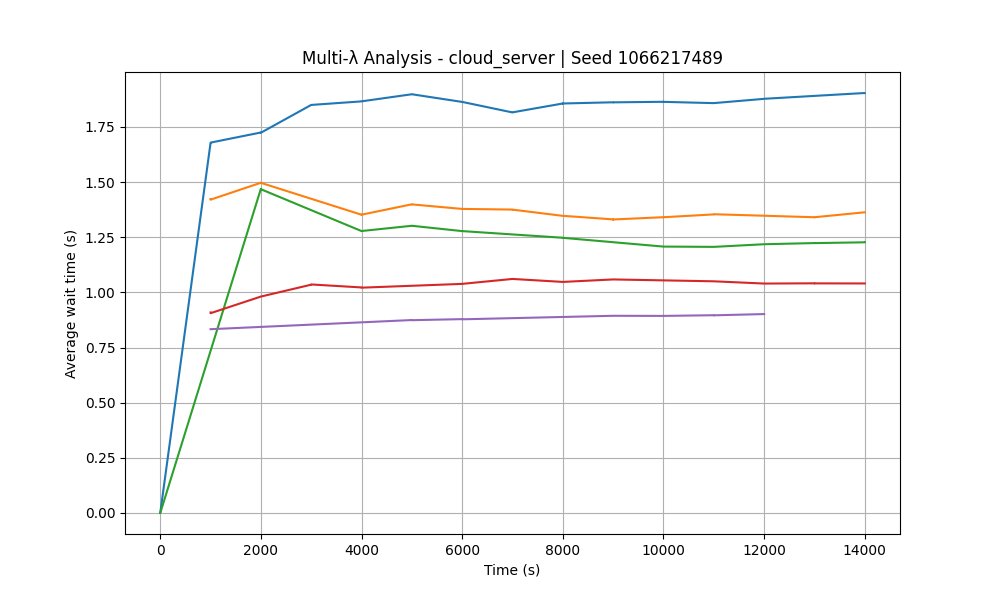 Multi-λ Analysis - cloud_server | Seed 1066217489
Average wait time (s)
1.75
1.50
1.25
1.00
0.75
0.50
0.25
0.00
0 2000 4000 6000 8000 10000 12000 14000
Time (s)